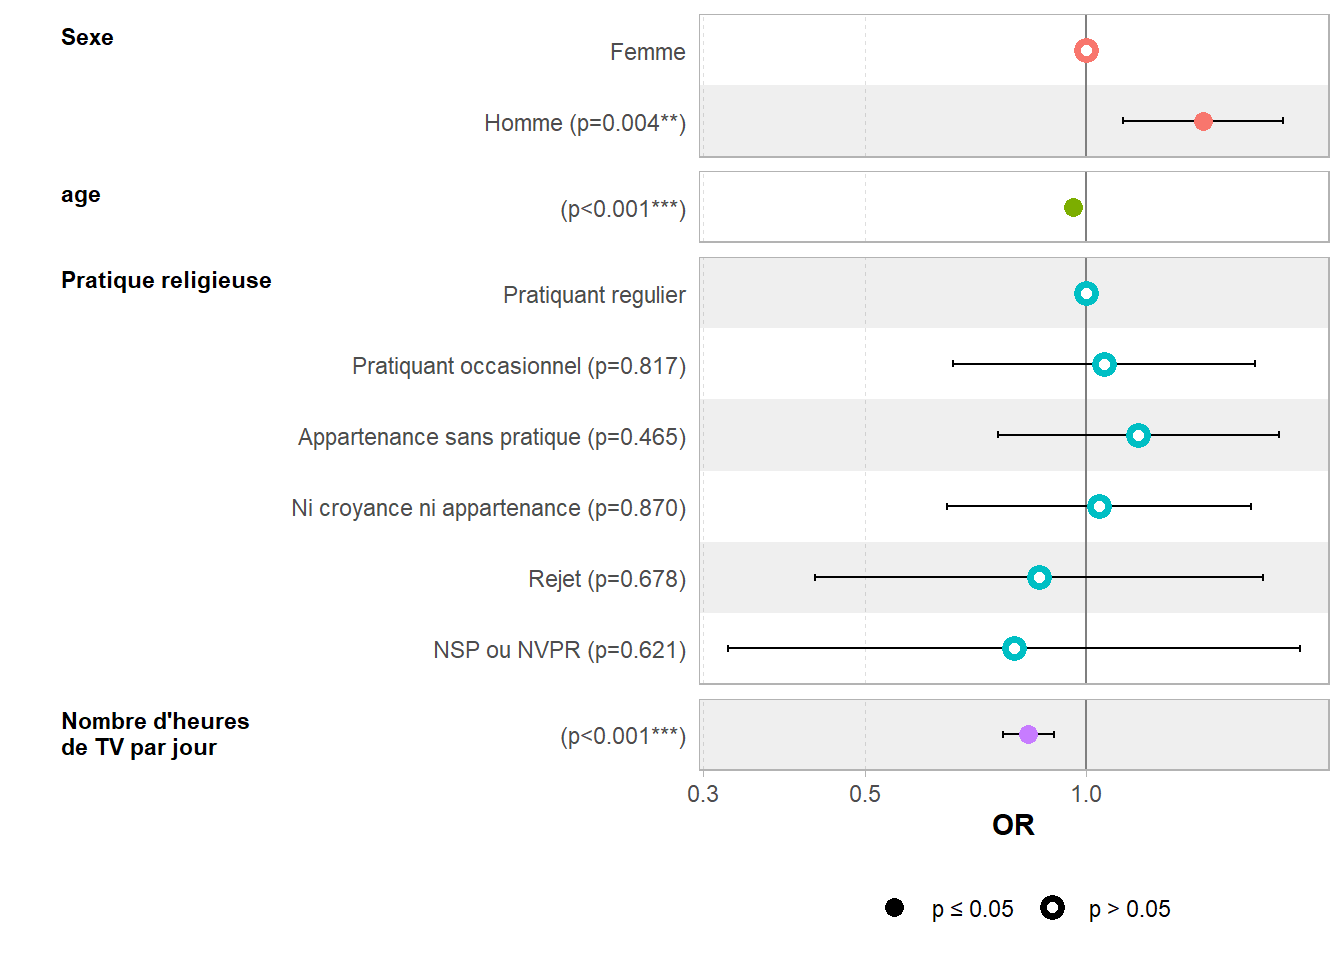 Sexe
Femme
Homme (p=0.004**)
age
(p<0.001***)
Pratique religieuse
Pratiquant regulier
Pratiquant occasionnel (p=0.817)
Appartenance sans pratique (p=0.465)
Ni croyance ni appartenance (p=0.870)
Rejet (p=0.678)
NSP ou NVPR (p=0.621)
Nombre d'heures
de TV par jour
(p<0.001***)
0.3 0.5 1.0
OR
p ≤ 0.05 p > 0.05